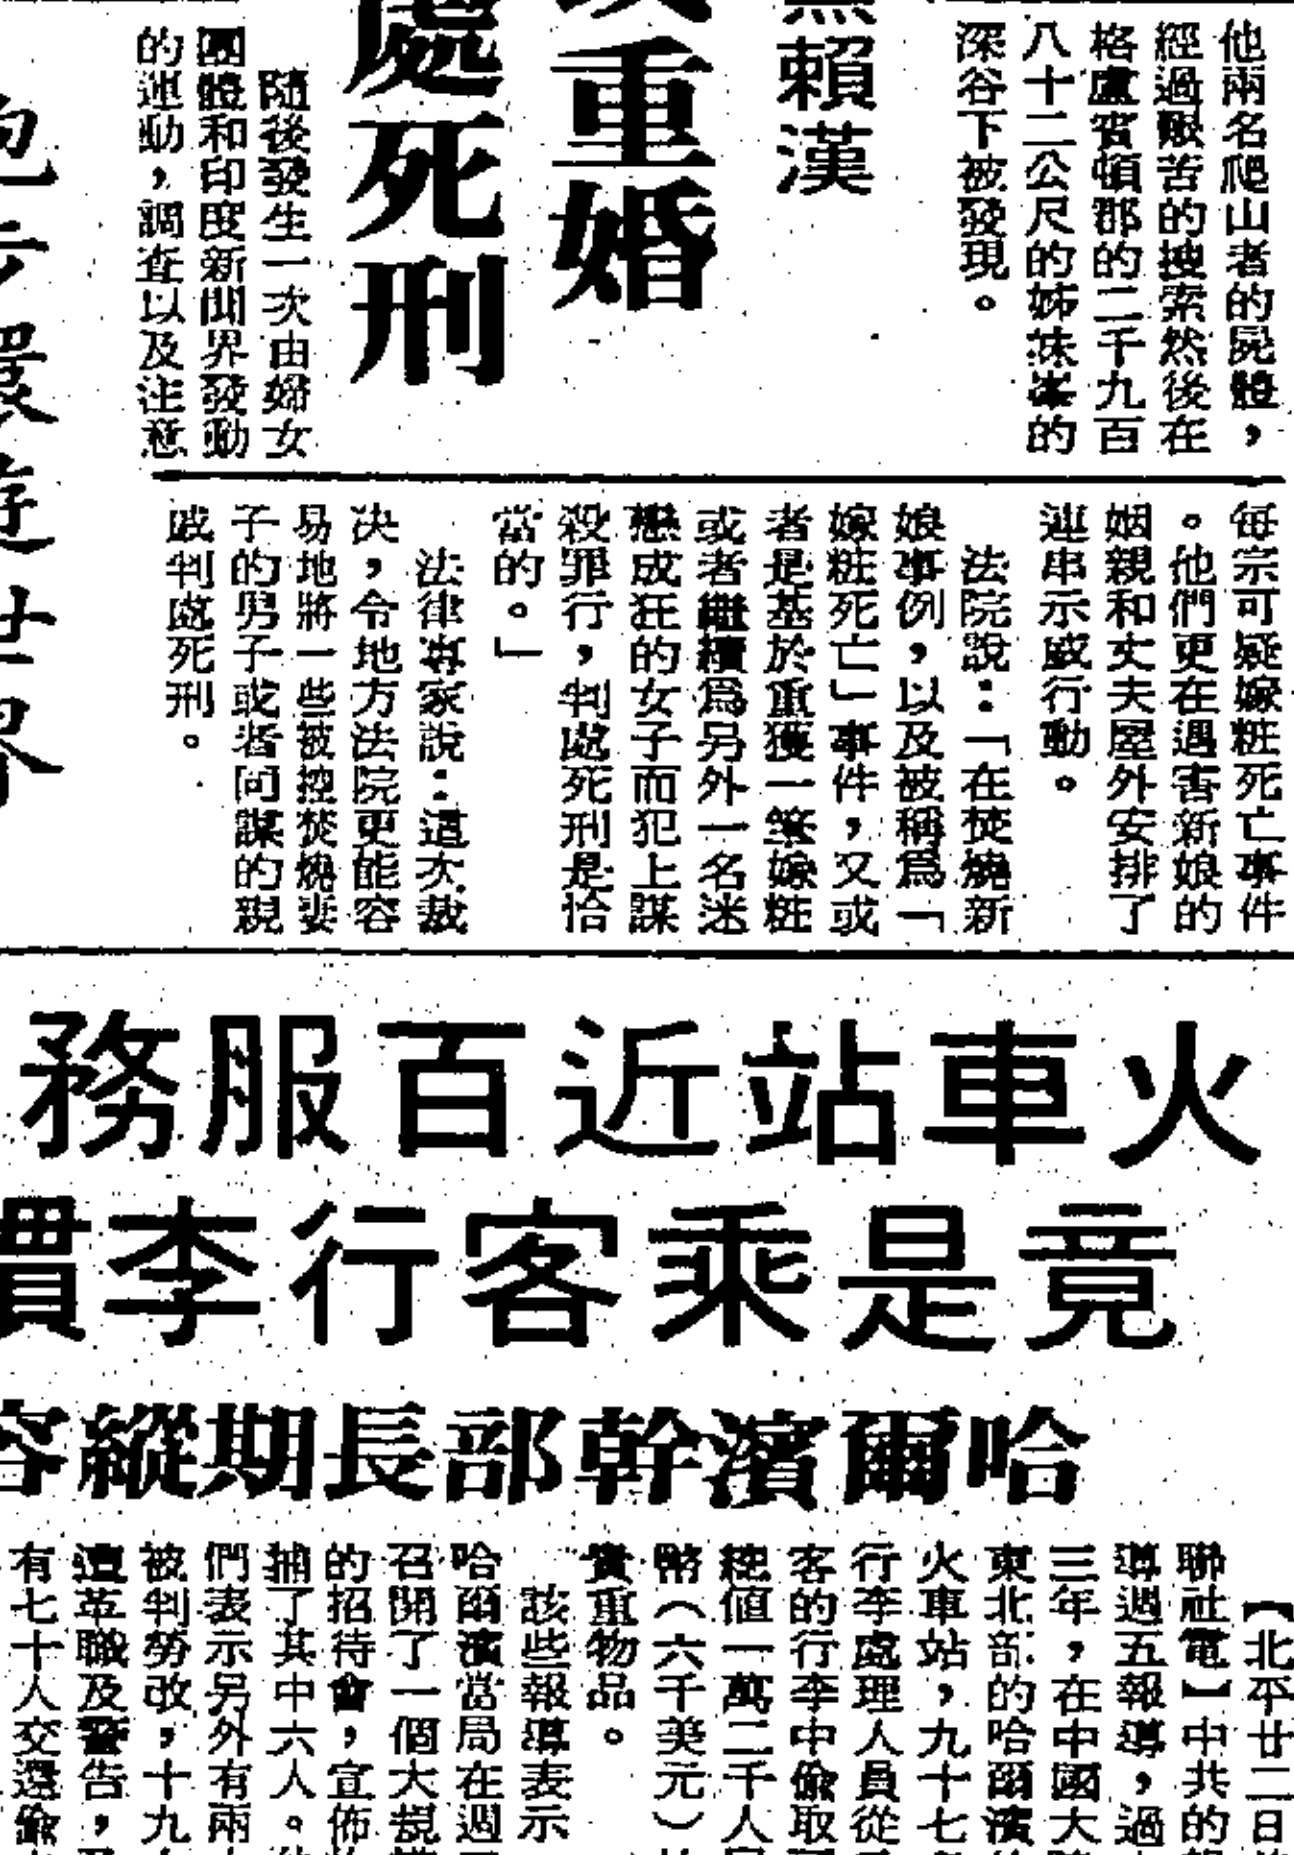 他兩名爬山者的屍體,
經過艱苦的搜索然後在
格盧賓頓郡的二千九百
八十二公尺的姊妹峯的
深谷下被發現。
無賴漢
重婚
處死刑
隨後發生一次由婦女
團體和印度新聞界發動
的運動,調查以及注意
每宗可疑嫁粧死亡事件
。他們更在遇害新娘的
姻親和丈夫屋外安排了
連串示威行動。
法院說:「在焚燒新
娘事例,以及被稱爲「
嫁粧死亡」事件,又或
者是基於重獲一筆嫁粧
或者繼續爲另外一名迷
戀成狂的女子而犯上謀
殺罪行,判處死刑是恰
當的。」
法律專家說:這次裁
決,令地方法院更能容
易地將一些被控焚燒妻
子的男子或者同謀的親
戚判處死刑。
火車站近百服務
竟是乘客行李慣
哈爾濱幹部長期縱容
【北平廿二日
聯社電】中共的
導週五報導,過
三年,在中國大
東北部的哈爾濱
火車站,九十七
行李處理人員從
客的行李中偷取
總值一萬二千人
幣(六千美元)
貴重物品。
該些報導表示
哈爾濱當局在週
召開了一個大規
的招待會,宣佈
捕了其中六人。
們表示另外有兩
被判勞改,十九
遭革職及警告,
有七十人交還偷